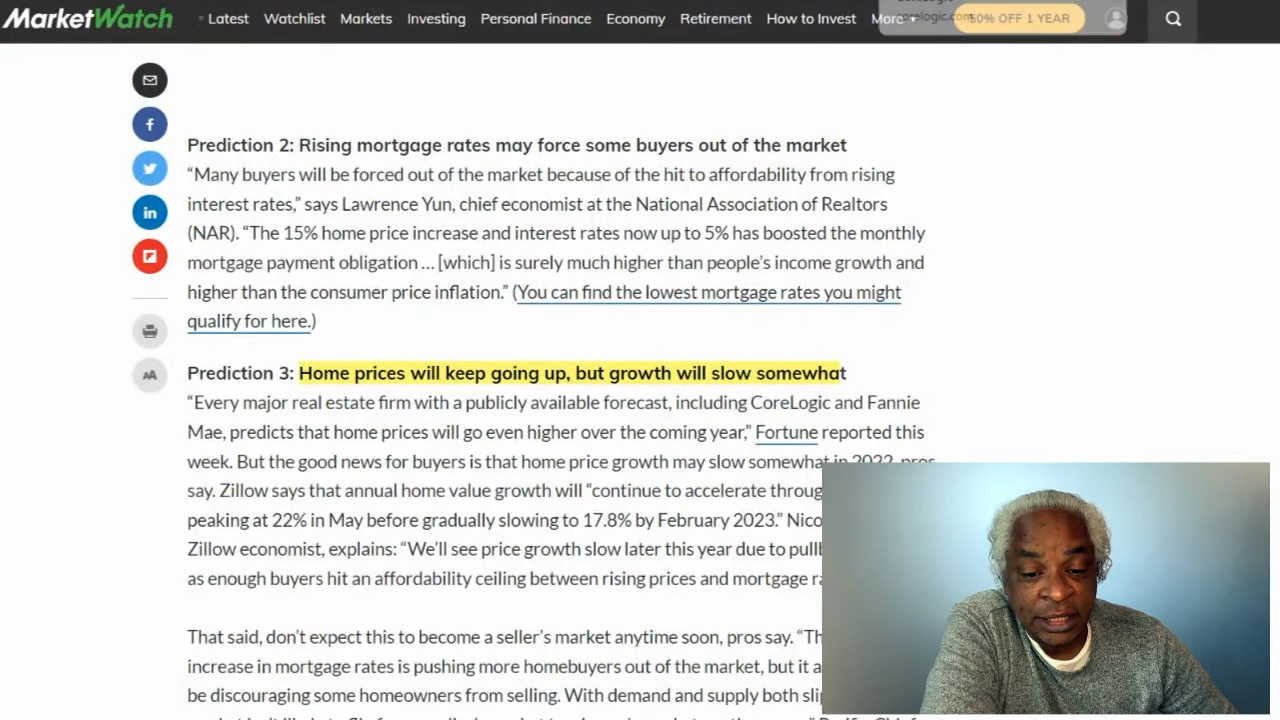 MarketWatch
Latest Watchlist Markets Investing Personal Finance Economy Retirement How to Invest More
corelogic.com 50% OFF 1 YEAR
Prediction 2: Rising mortgage rates may force some buyers out of the market
“Many buyers will be forced out of the market because of the hit to affordability from rising
interest rates,” says Lawrence Yun, chief economist at the National Association of Realtors
(NAR). “The 15% home price increase and interest rates now up to 5% has boosted the monthly
mortgage payment obligation … [which] is surely much higher than people’s income growth and
higher than the consumer price inflation.” (You can find the lowest mortgage rates you might
qualify for here.)
Prediction 3: Home prices will keep going up, but growth will slow somewhat
“Every major real estate firm with a publicly available forecast, including CoreLogic and Fannie
Mae, predicts that home prices will go even higher over the coming year,” Fortune reported this
week. But the good news for buyers is that home price growth may slow somewhat in 2022, pros
say. Zillow says that annual home value growth will “continue to accelerate throug
peaking at 22% in May before gradually slowing to 17.8% by February 2023.” Nico
Zillow economist, explains: “We’ll see price growth slow later this year due to pullb
as enough buyers hit an affordability ceiling between rising prices and mortgage ra
That said, don’t expect this to become a seller’s market anytime soon, pros say. “Th
increase in mortgage rates is pushing more homebuyers out of the market, but it a
be discouraging some homeowners from selling. With demand and supply both sli